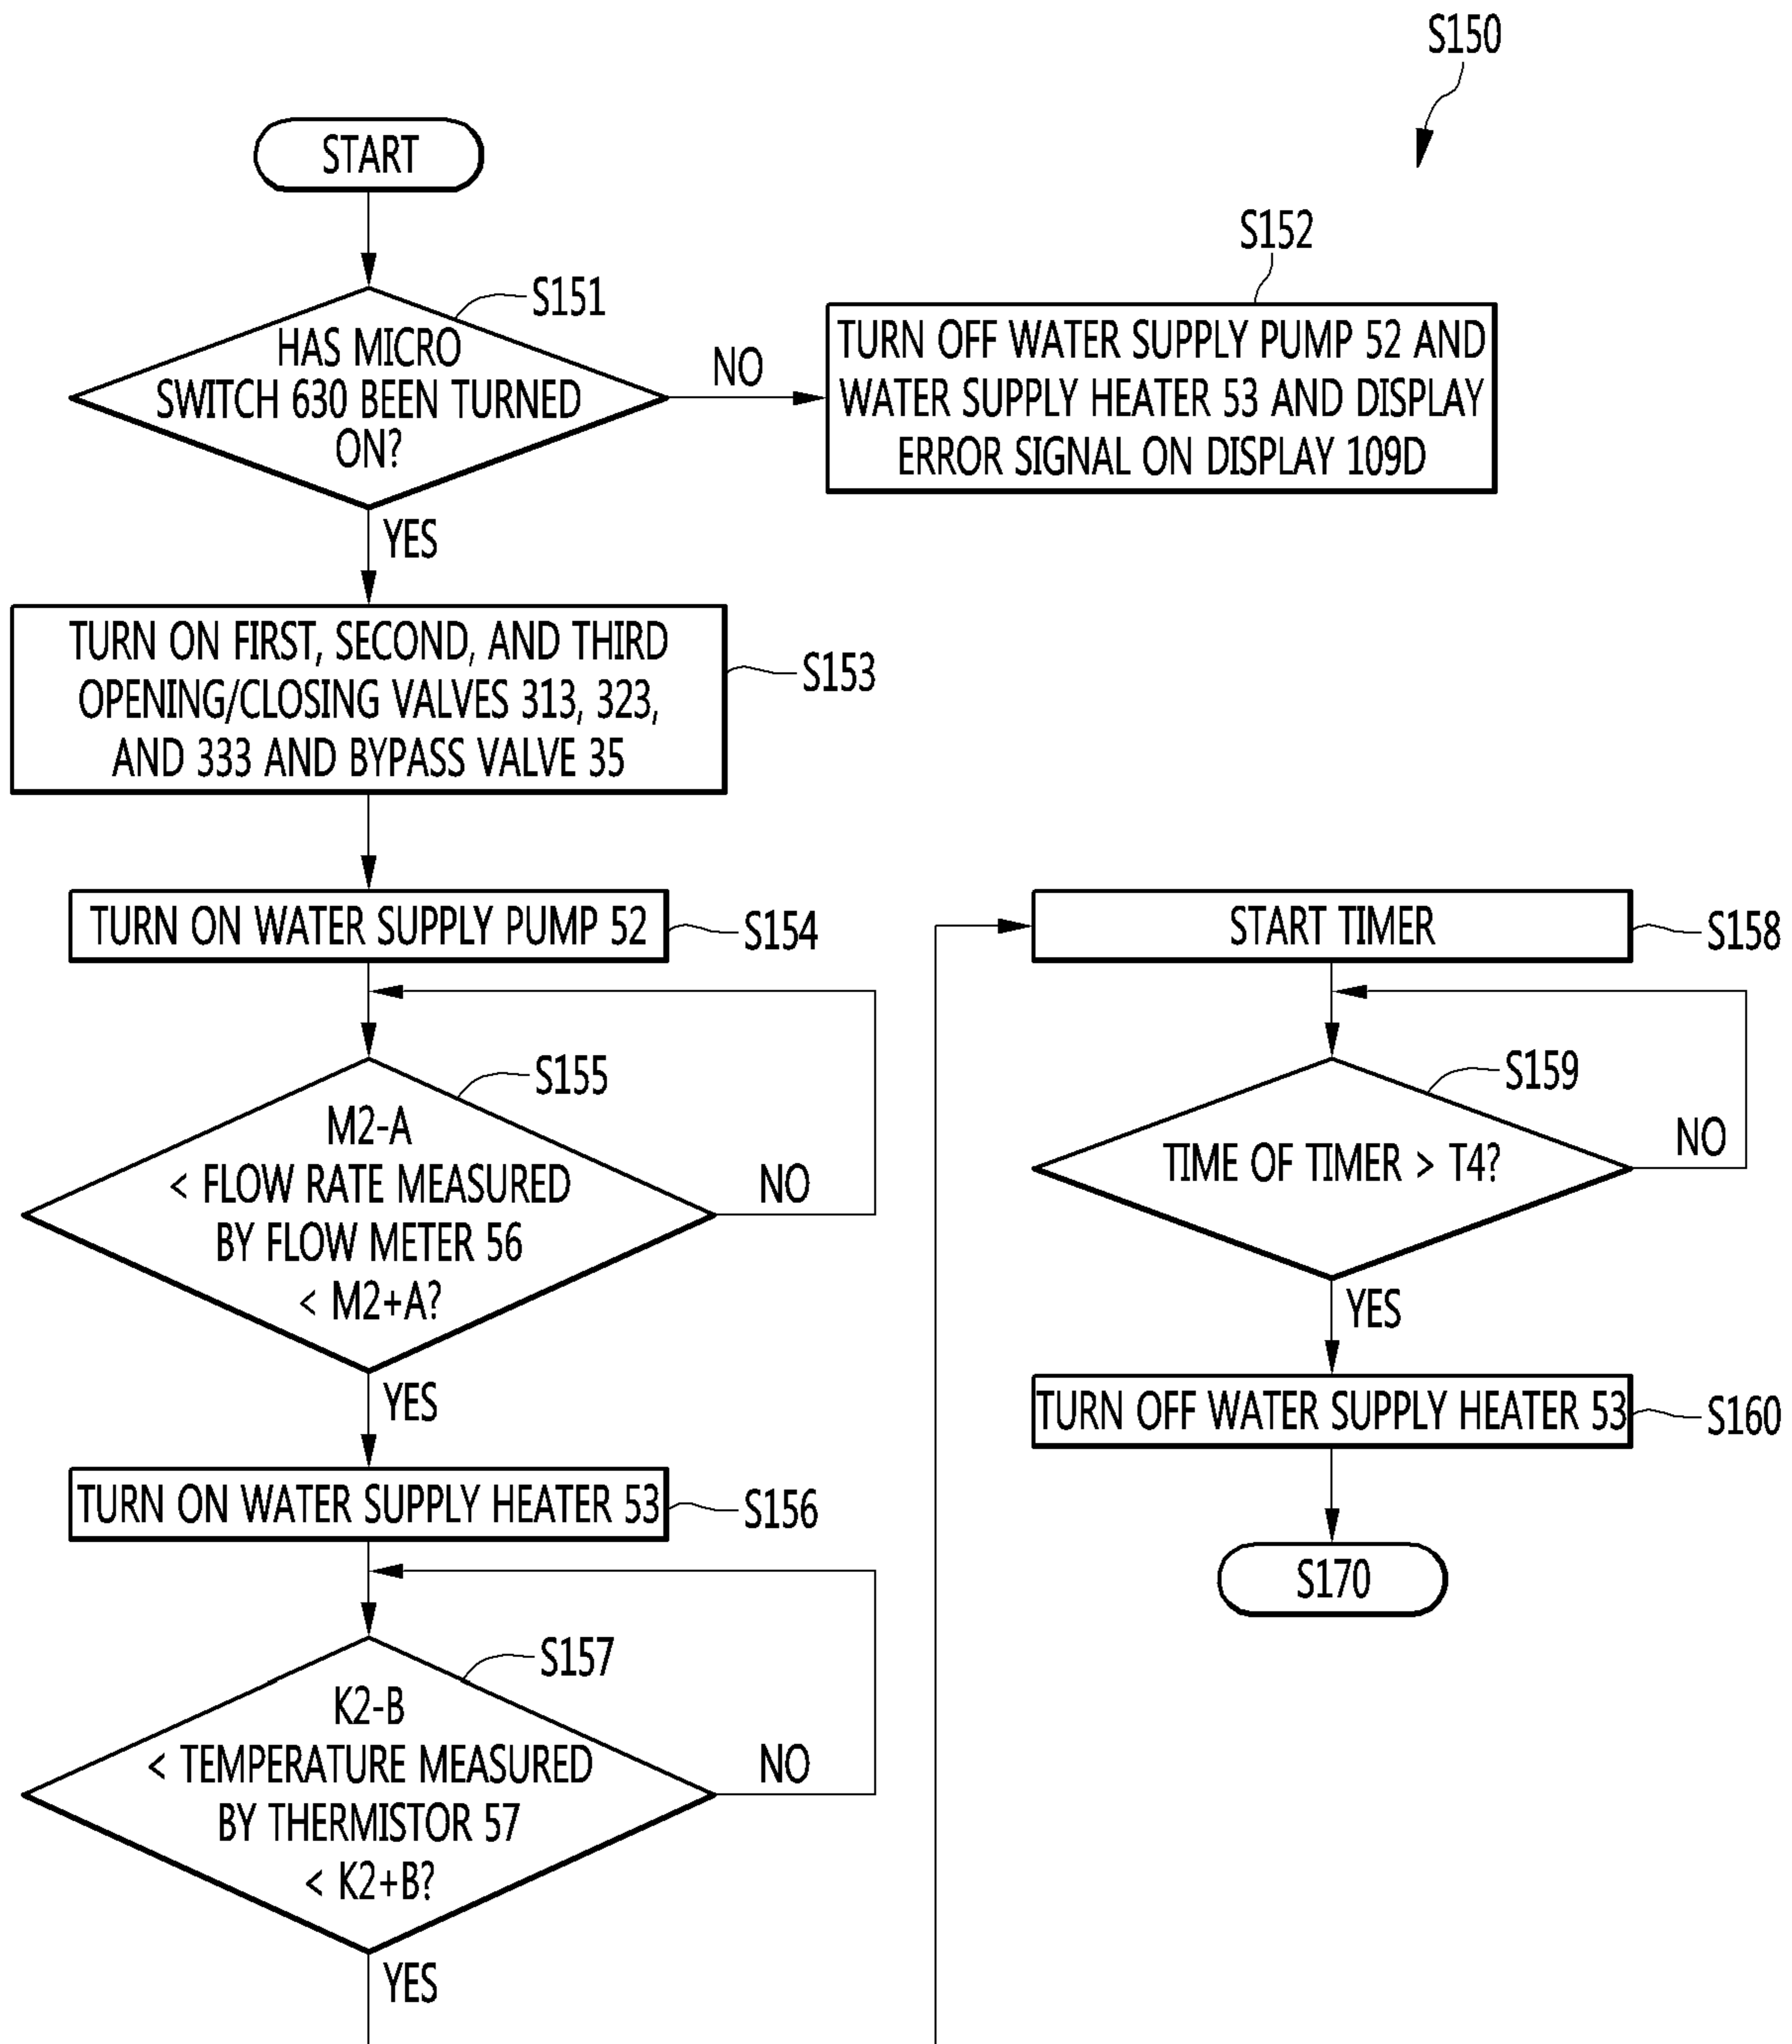 S150
START
S151
HAS MICRO
SWITCH 630 BEEN TURNED
ON?
NO
S152
TURN OFF WATER SUPPLY PUMP 52 AND
WATER SUPPLY HEATER 53 AND DISPLAY
ERROR SIGNAL ON DISPLAY 109D
YES
TURN ON FIRST, SECOND, AND THIRD
OPENING/CLOSING VALVES 313, 323,
AND 333 AND BYPASS VALVE 35
S153
TURN ON WATER SUPPLY PUMP 52
S154
S155
M2-A
< FLOW RATE MEASURED
BY FLOW METER 56
< M2+A?
NO
YES
TURN ON WATER SUPPLY HEATER 53
S156
S157
K2-B
< TEMPERATURE MEASURED
BY THERMISTOR 57
< K2+B?
NO
YES
START TIMER
S158
S159
TIME OF TIMER > T4?
NO
YES
TURN OFF WATER SUPPLY HEATER 53
S160
S170